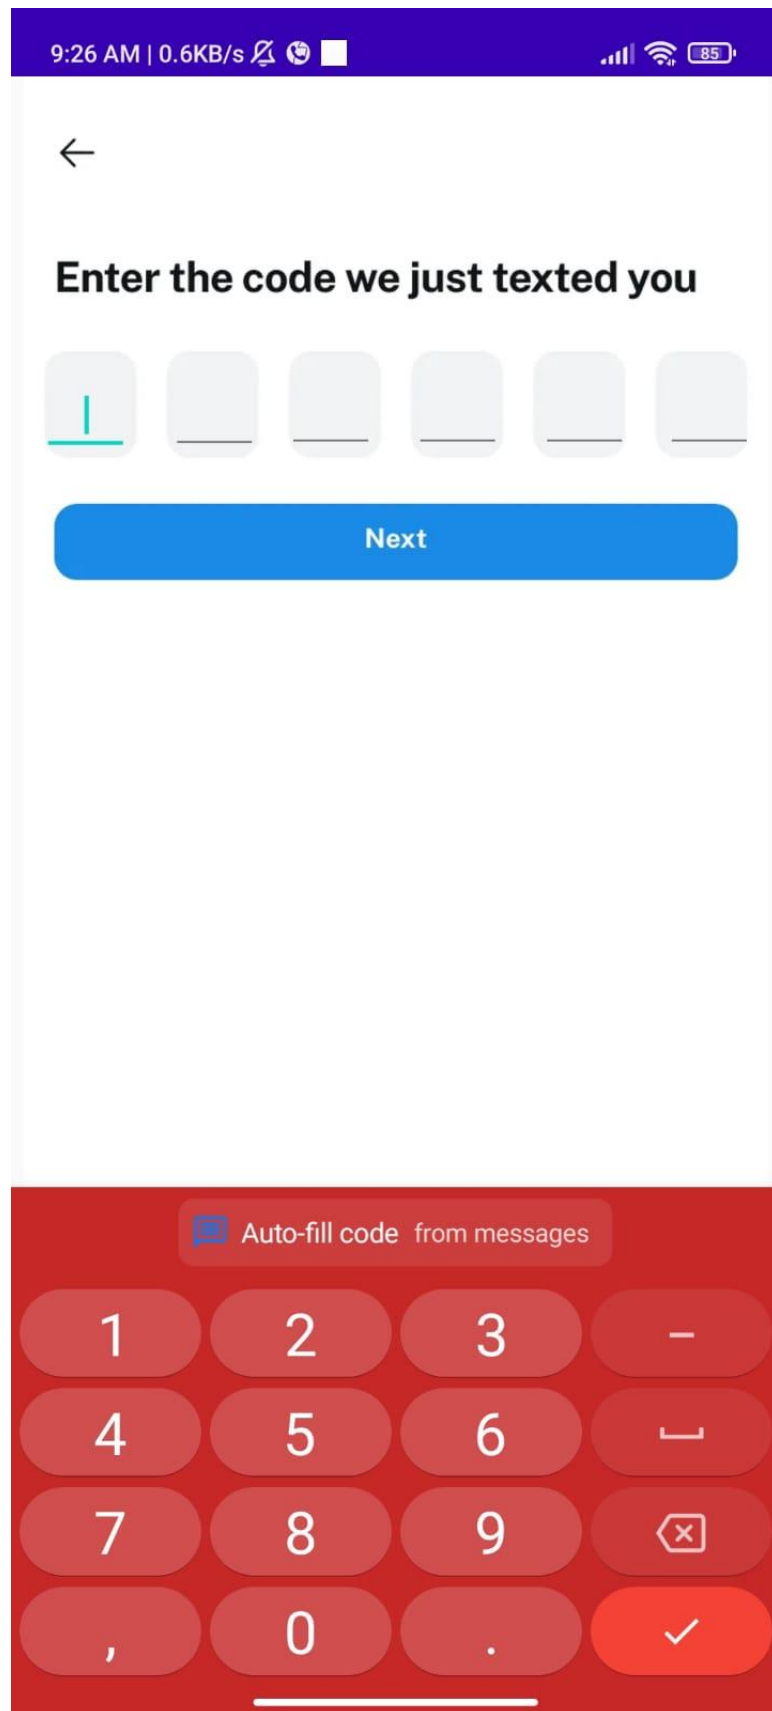 9:26 AM | 0.6KB/s 85
Enter the code we just texted you
Next
Auto-fill code from messages
1 2 3 –
4 5 6
7 8 9
, 0 .